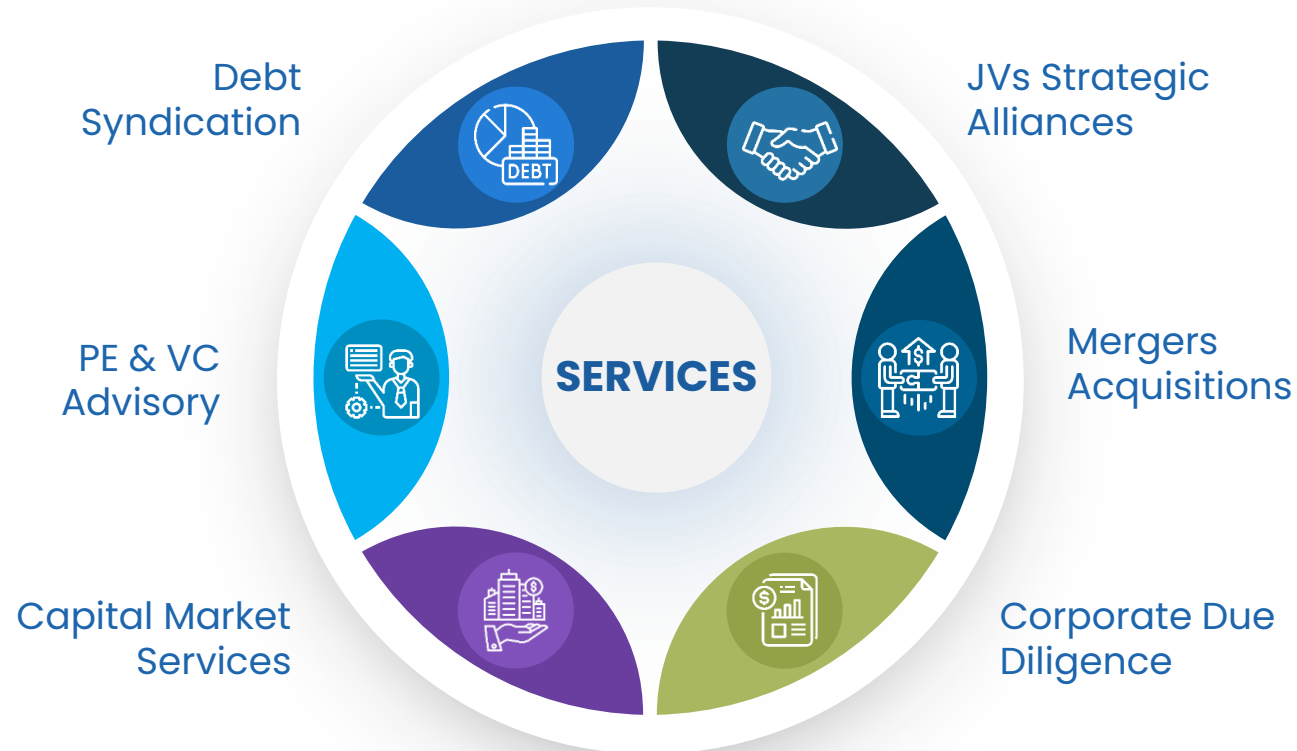 Debt
Syndication
JVs Strategic
Alliances
DEBT
PE & VC
Advisory
SERVICES
Mergers
Acquisitions
Capital Market
Services
Corporate Due
Diligence
$
$
$